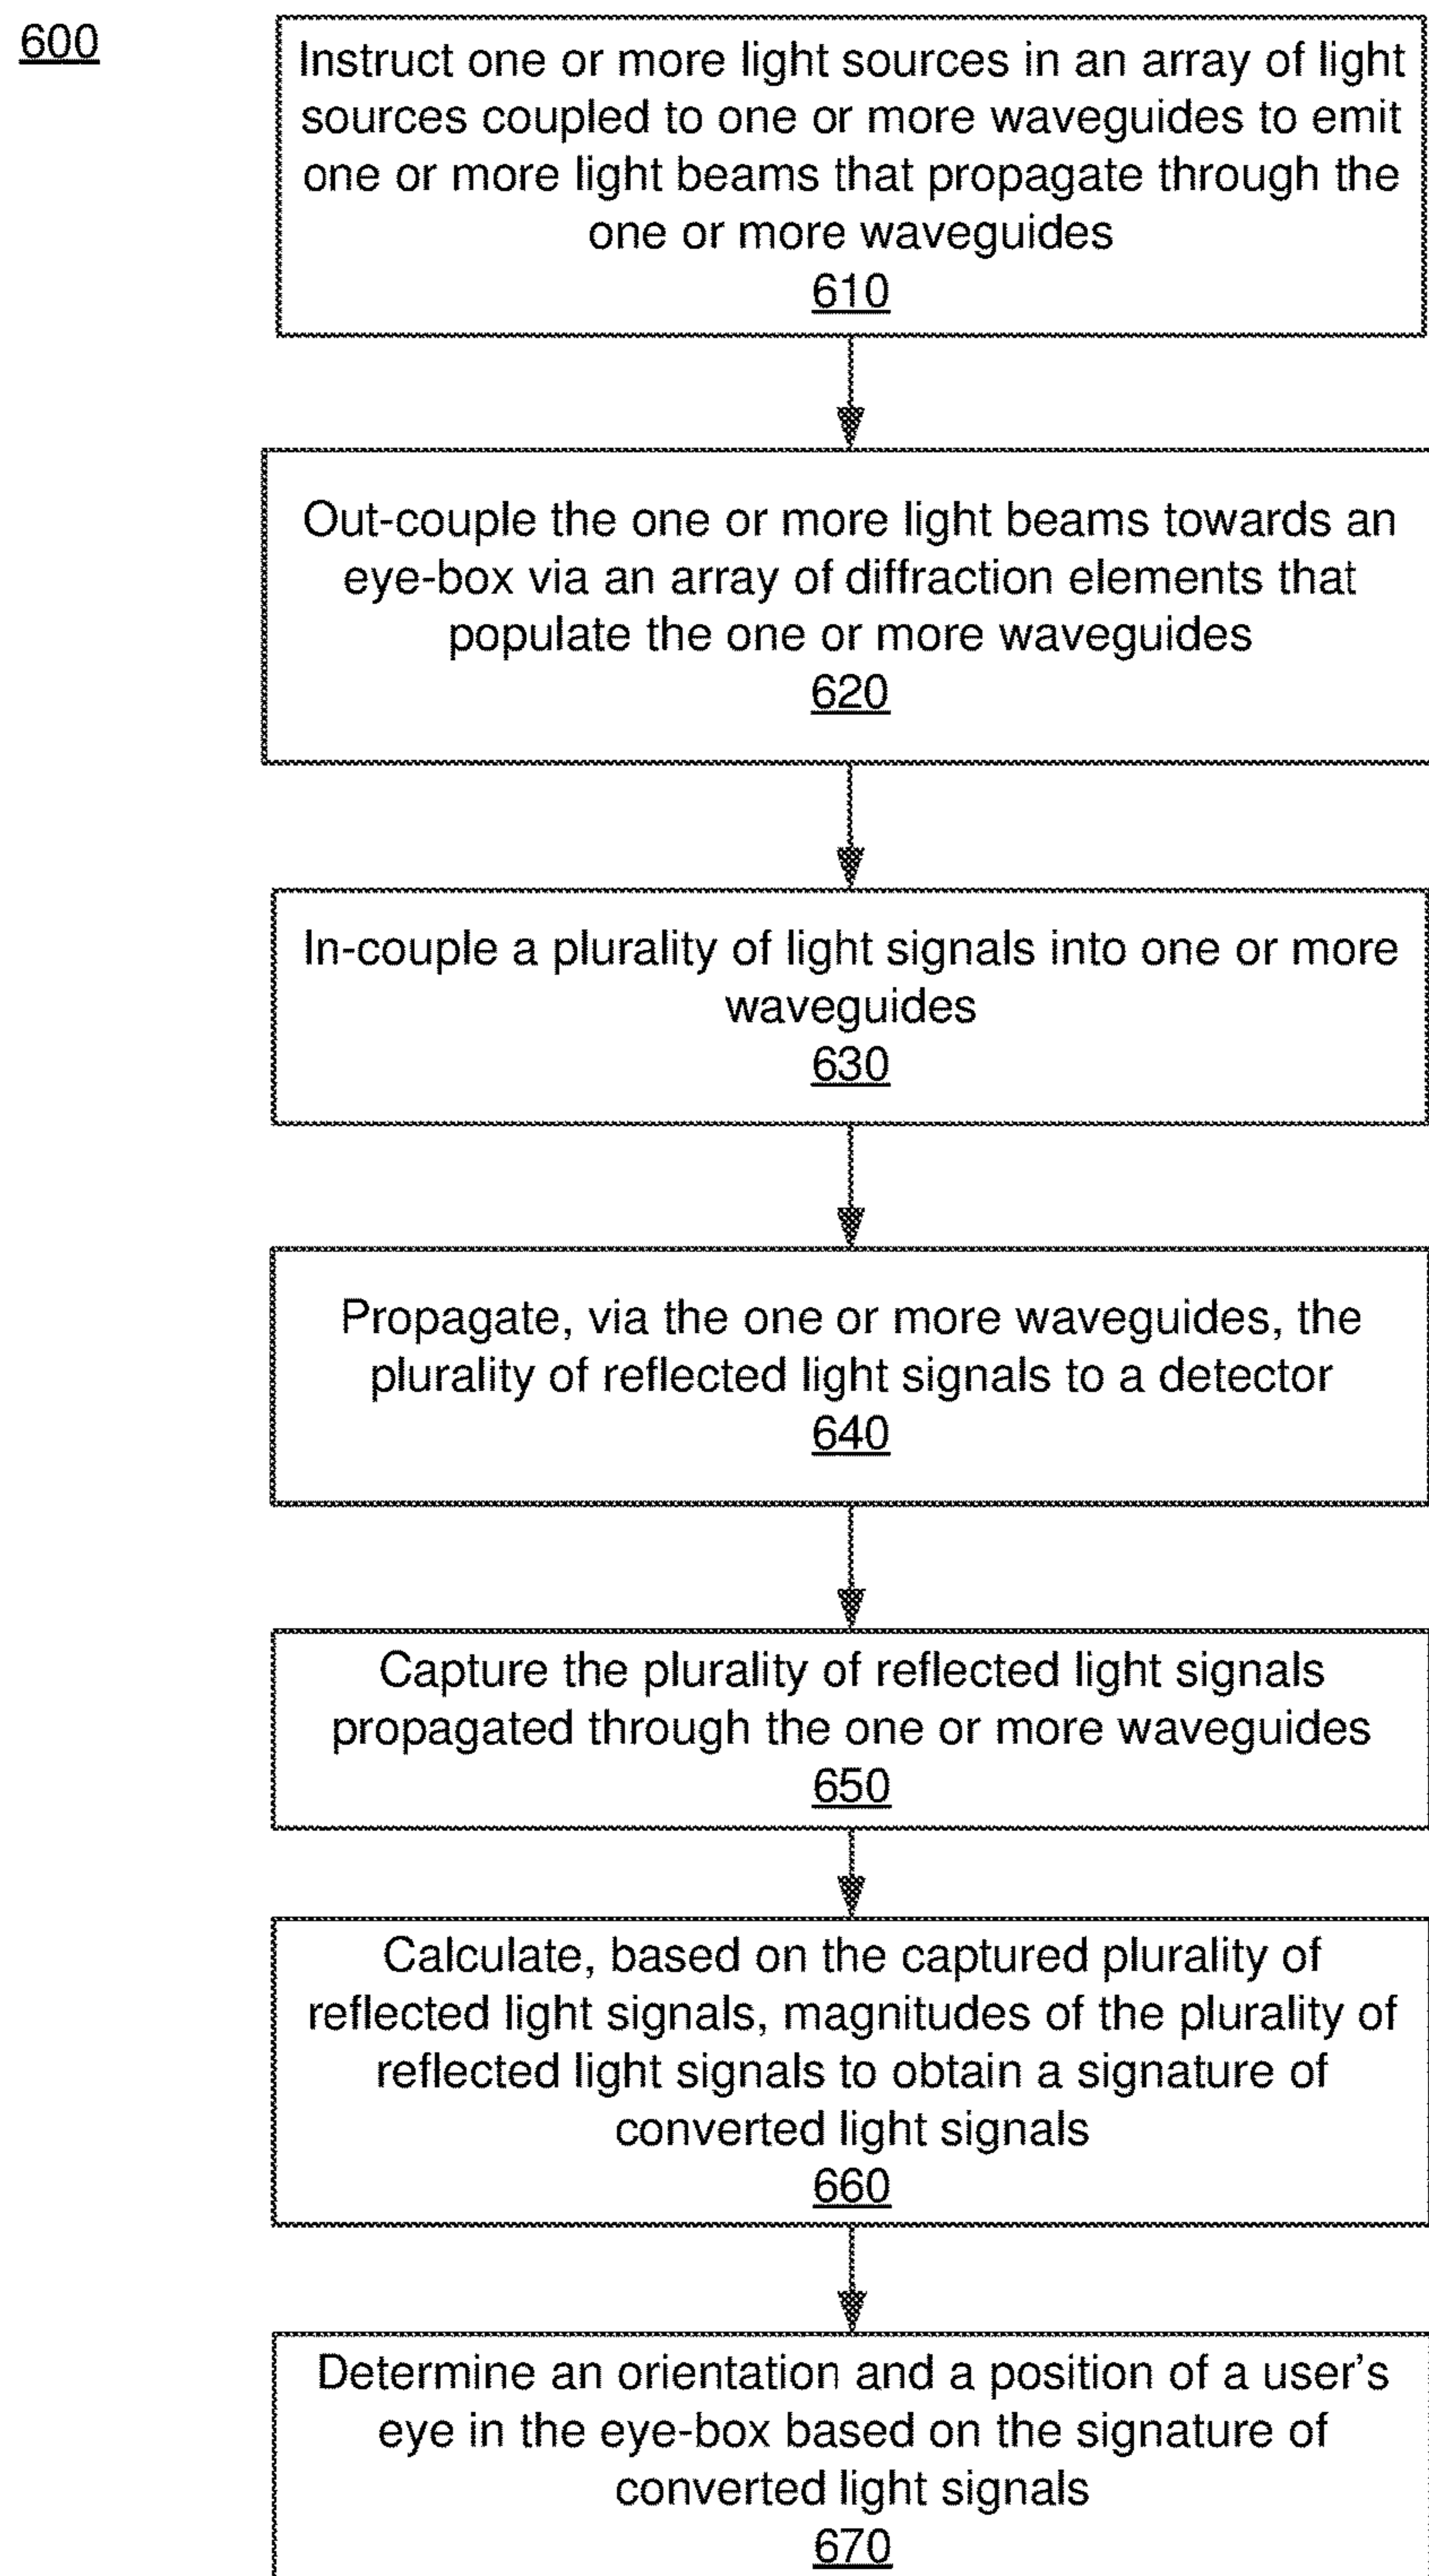 600
Instruct one or more light sources in an array of light
sources coupled to one or more waveguides to emit
one or more light beams that propagate through the
one or more waveguides
610
Out-couple the one or more light beams towards an
eye-box via an array of diffraction elements that
populate the one or more waveguides
620
In-couple a plurality of light signals into one or more
waveguides
630
Propagate, via the one or more waveguides, the
plurality of reflected light signals to a detector
640
Capture the plurality of reflected light signals
propagated through the one or more waveguides
650
Calculate, based on the captured plurality of
reflected light signals, magnitudes of the plurality of
reflected light signals to obtain a signature of
converted light signals
660
Determine an orientation and a position of a user’s
eye in the eye-box based on the signature of
converted light signals
670